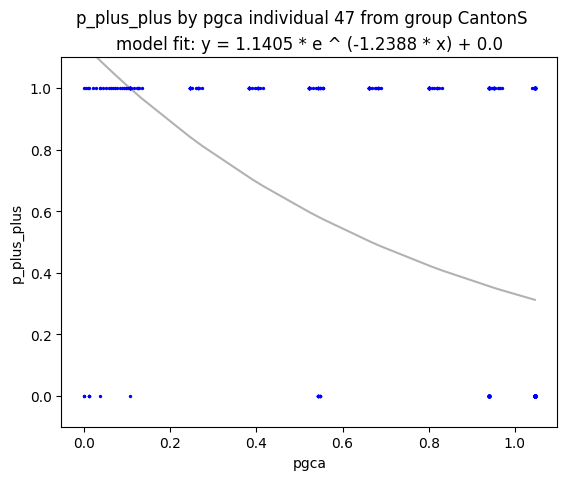 p_plus_plus by pgca individual 47 from group CantonS
model fit: y = 1.1405 * e ^ (-1.2388 * x) + 0.0
1.0
0.8
0.6
0.4
0.2
0.0
p_plus_plus
0.0 0.2 0.4 0.6 0.8 1.0
pgca